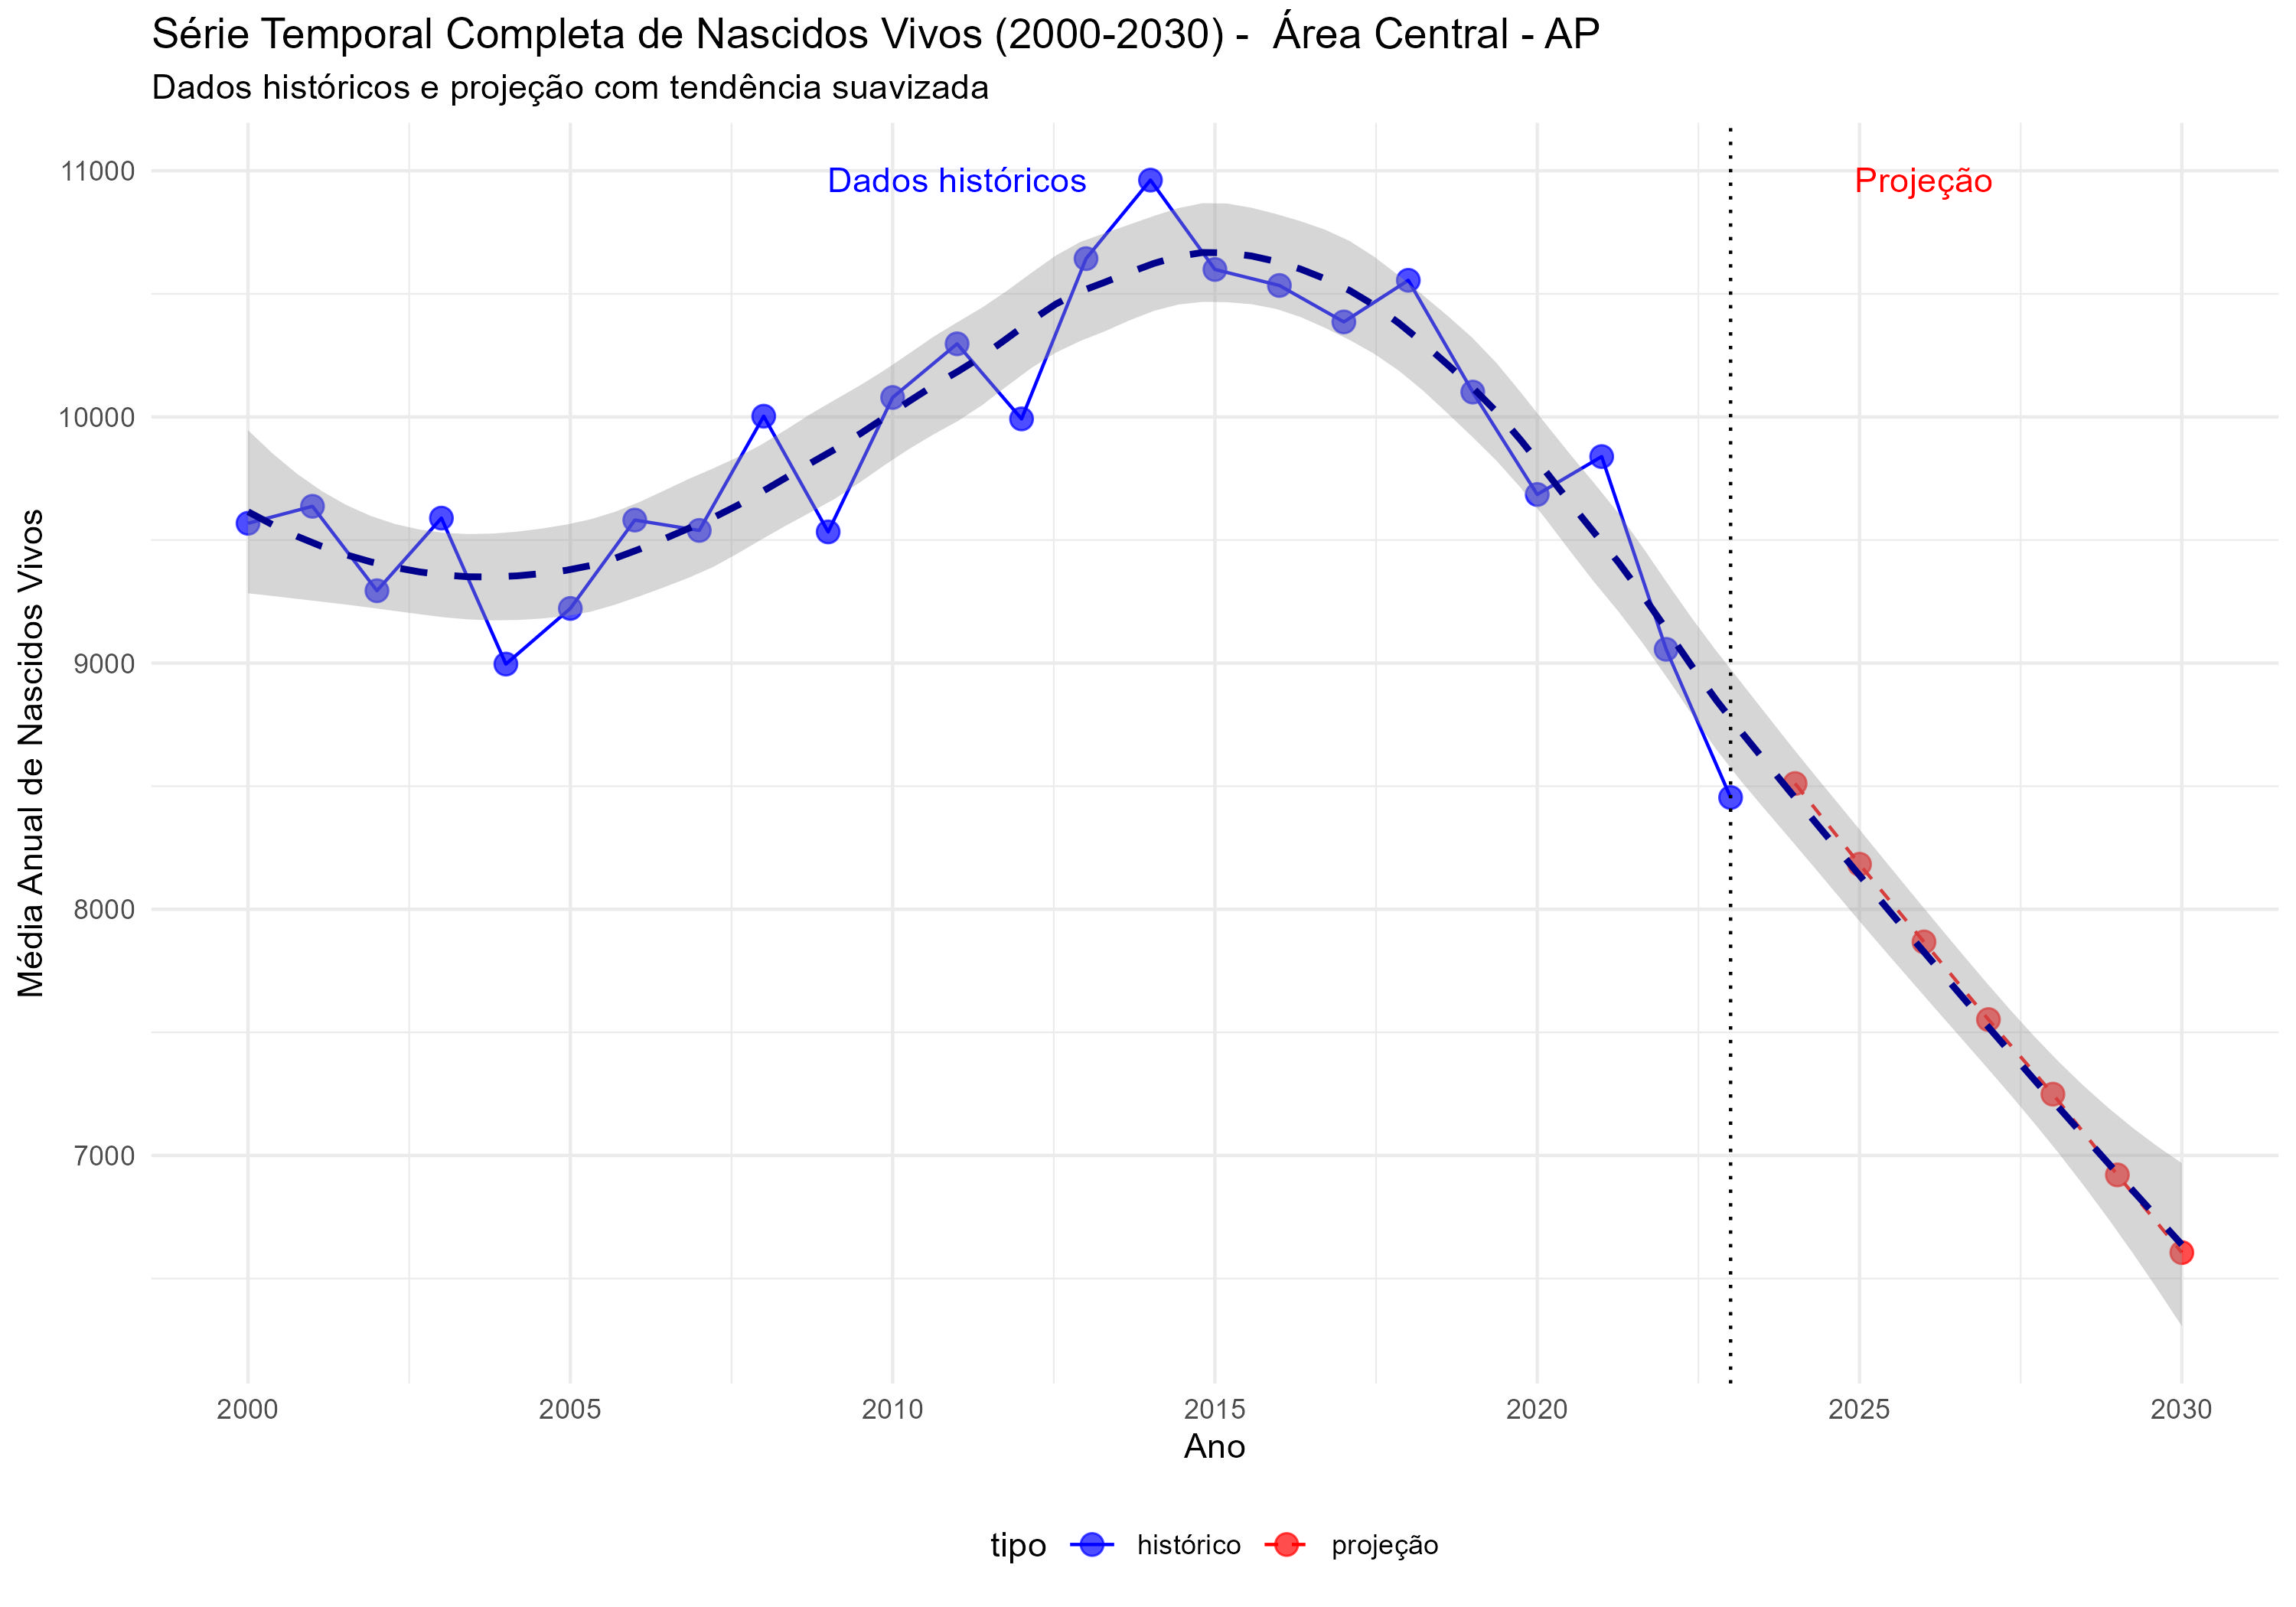 Série Temporal Completa de Nascidos Vivos (2000-2030) -  Área Central - AP
Dados históricos e projeção com tendência suavizada
Média Anual de Nascidos Vivos
11000
10000
9000
8000
7000
Dados históricos
Projeção
2000 2005 2010 2015 2020 2025 2030
Ano
tipo histórico projeção